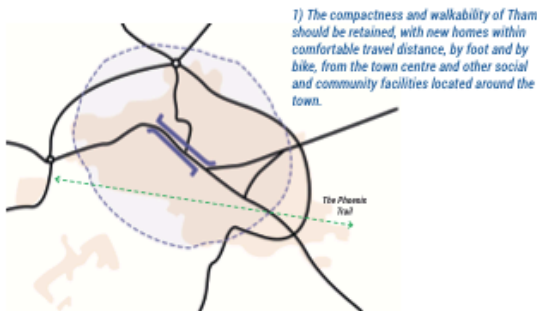 1) The compactness and walkability of Tham
should be retained, with new homes within
comfortable travel distance, by foot and by
bike, from the town centre and other social
and community facilities located around the
town.
The Phoenix
Trail